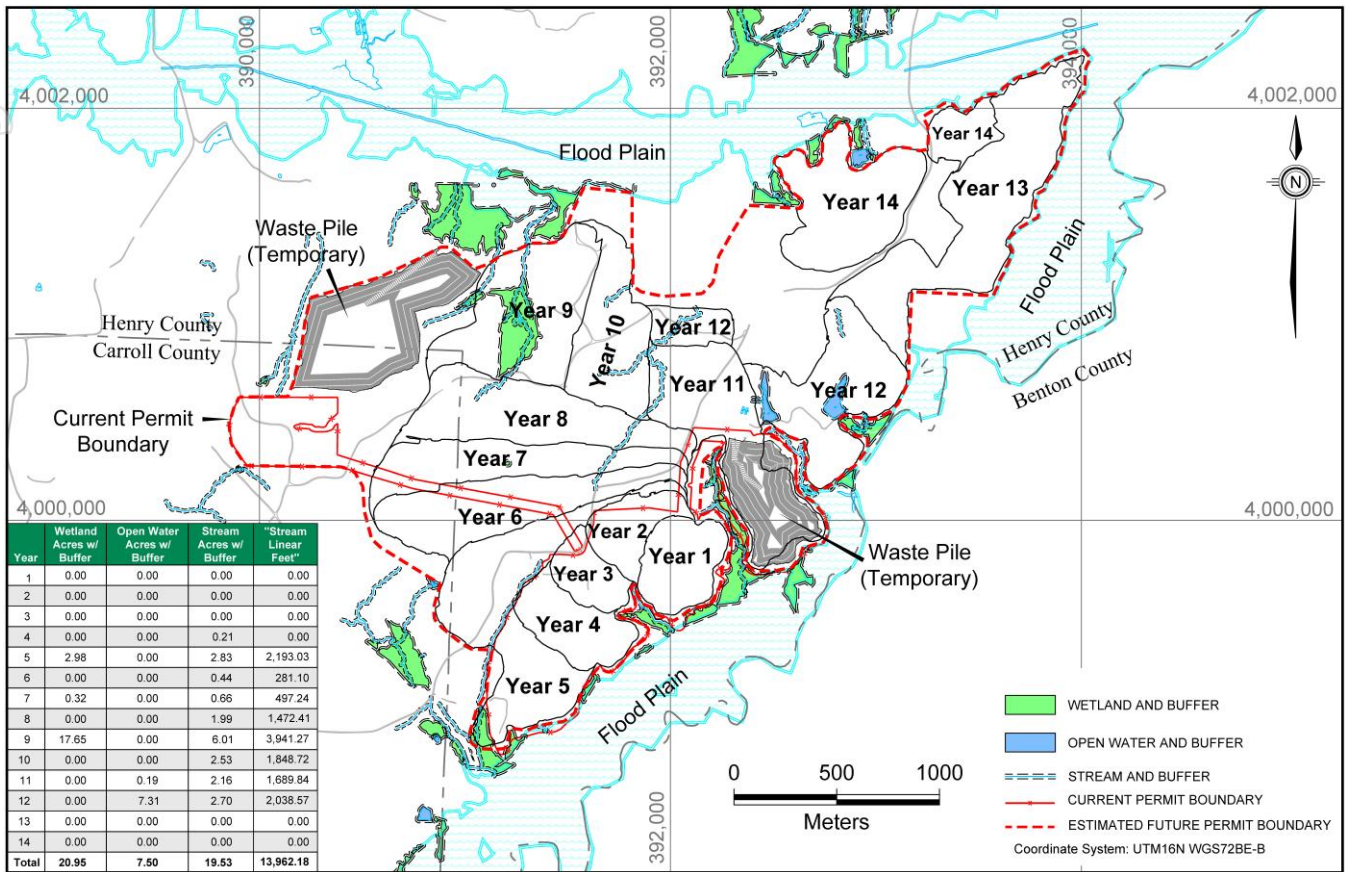 390,000
392,000
394,000
4,002,000
4,002,000
Flood Plain
Year 14
Year 14
Year 13
Waste Pile
(Temporary)
Flood Plain
Henry County
Carroll County
Year 9
Year 10
Year 12
Year 11
Year 12
Henry County
Benton County
Current Permit
Boundary
Year 8
Year 7
Year 6
4,000,000
4,000,000
Year 2
Year 1
Year 3
Waste Pile
(Temporary)
Year 4
Year 5
Flood Plain
392,000
N
Year Wetland Acres w/ Buffer Open Water Acres w/ Buffer Stream Acres w/ Buffer "Stream Linear Feet"
1 0.00 0.00 0.00 0.00
2 0.00 0.00 0.00 0.00
3 0.00 0.00 0.00 0.00
4 0.00 0.00 0.21 0.00
5 2.98 0.00 2.83 2,193.03
6 0.00 0.00 0.44 281.10
7 0.32 0.00 0.66 497.24
8 0.00 0.00 1.99 1,472.41
9 17.65 0.00 6.01 3,941.27
10 0.00 0.00 2.53 1,848.72
11 0.00 0.19 2.16 1,689.84
12 0.00 7.31 2.70 2,038.57
13 0.00 0.00 0.00 0.00
14 0.00 0.00 0.00 0.00
Total 20.95 7.50 19.53 13,962.18
0 500 1000
Meters
WETLAND AND BUFFER
OPEN WATER AND BUFFER
STREAM AND BUFFER
CURRENT PERMIT BOUNDARY
ESTIMATED FUTURE PERMIT BOUNDARY
Coordinate System: UTM16N WGS72BE-B